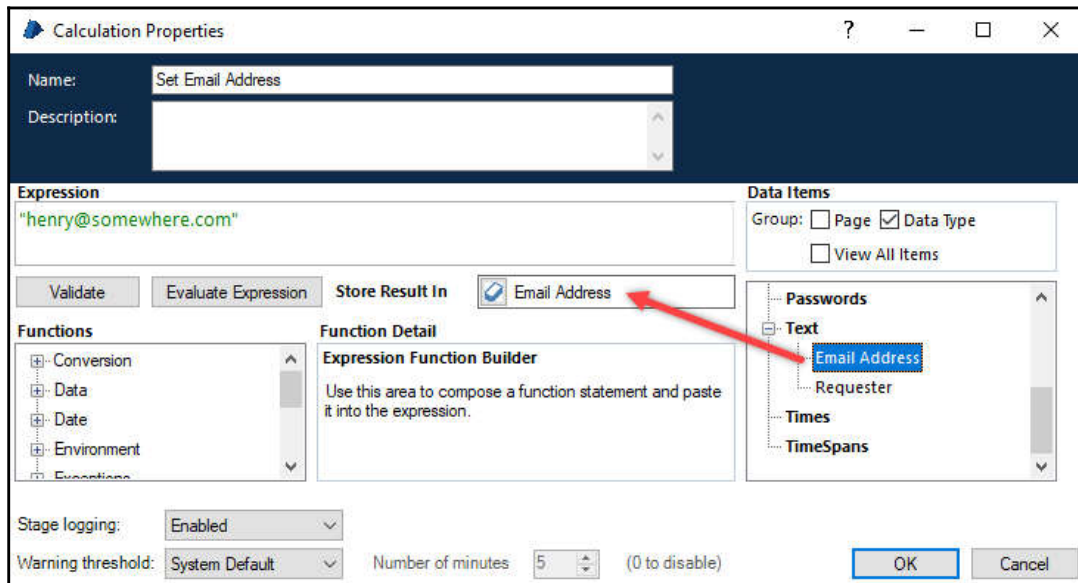 Calculation Properties
Name:
Set Email Address
Description:
Expression
"henry@somewhere.com"
Data Items
Group: Page Data Type
View All Items
Validate
Evaluate Expression
Store Result In
Email Address
Passwords
Text
Email Address
Requester
Times
TimeSpans
Functions
Conversion
Data
Date
Environment
Exceptions
Function Detail
Expression Function Builder
Use this area to compose a function statement and paste
it into the expression.
Stage logging:
Enabled
Warning threshold:
System Default
Number of minutes
5
(0 to disable)
OK
Cancel